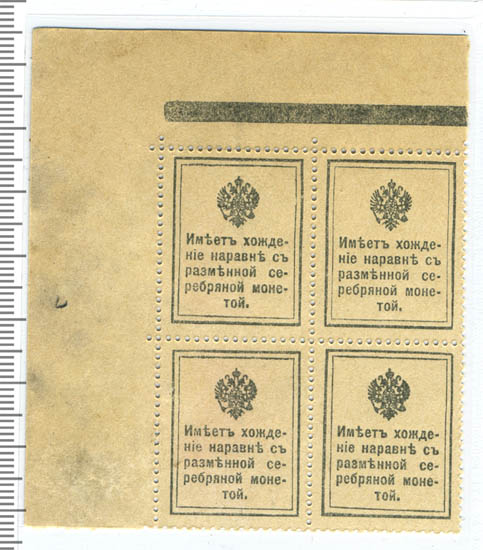 Имѣетъ хожде-
ніе наравнѣ съ
размѣнной се-
ребряной моне-
той.
Имѣетъ хожде-
ніе наравнѣ съ
размѣнной се-
ребряной моне-
той.
Имѣетъ хожде-
ніе наравнѣ съ
размѣнной се-
ребряной моне-
той.
Имѣетъ хожде-
ніе наравнѣ съ
размѣнной се-
ребряной моне-
той.